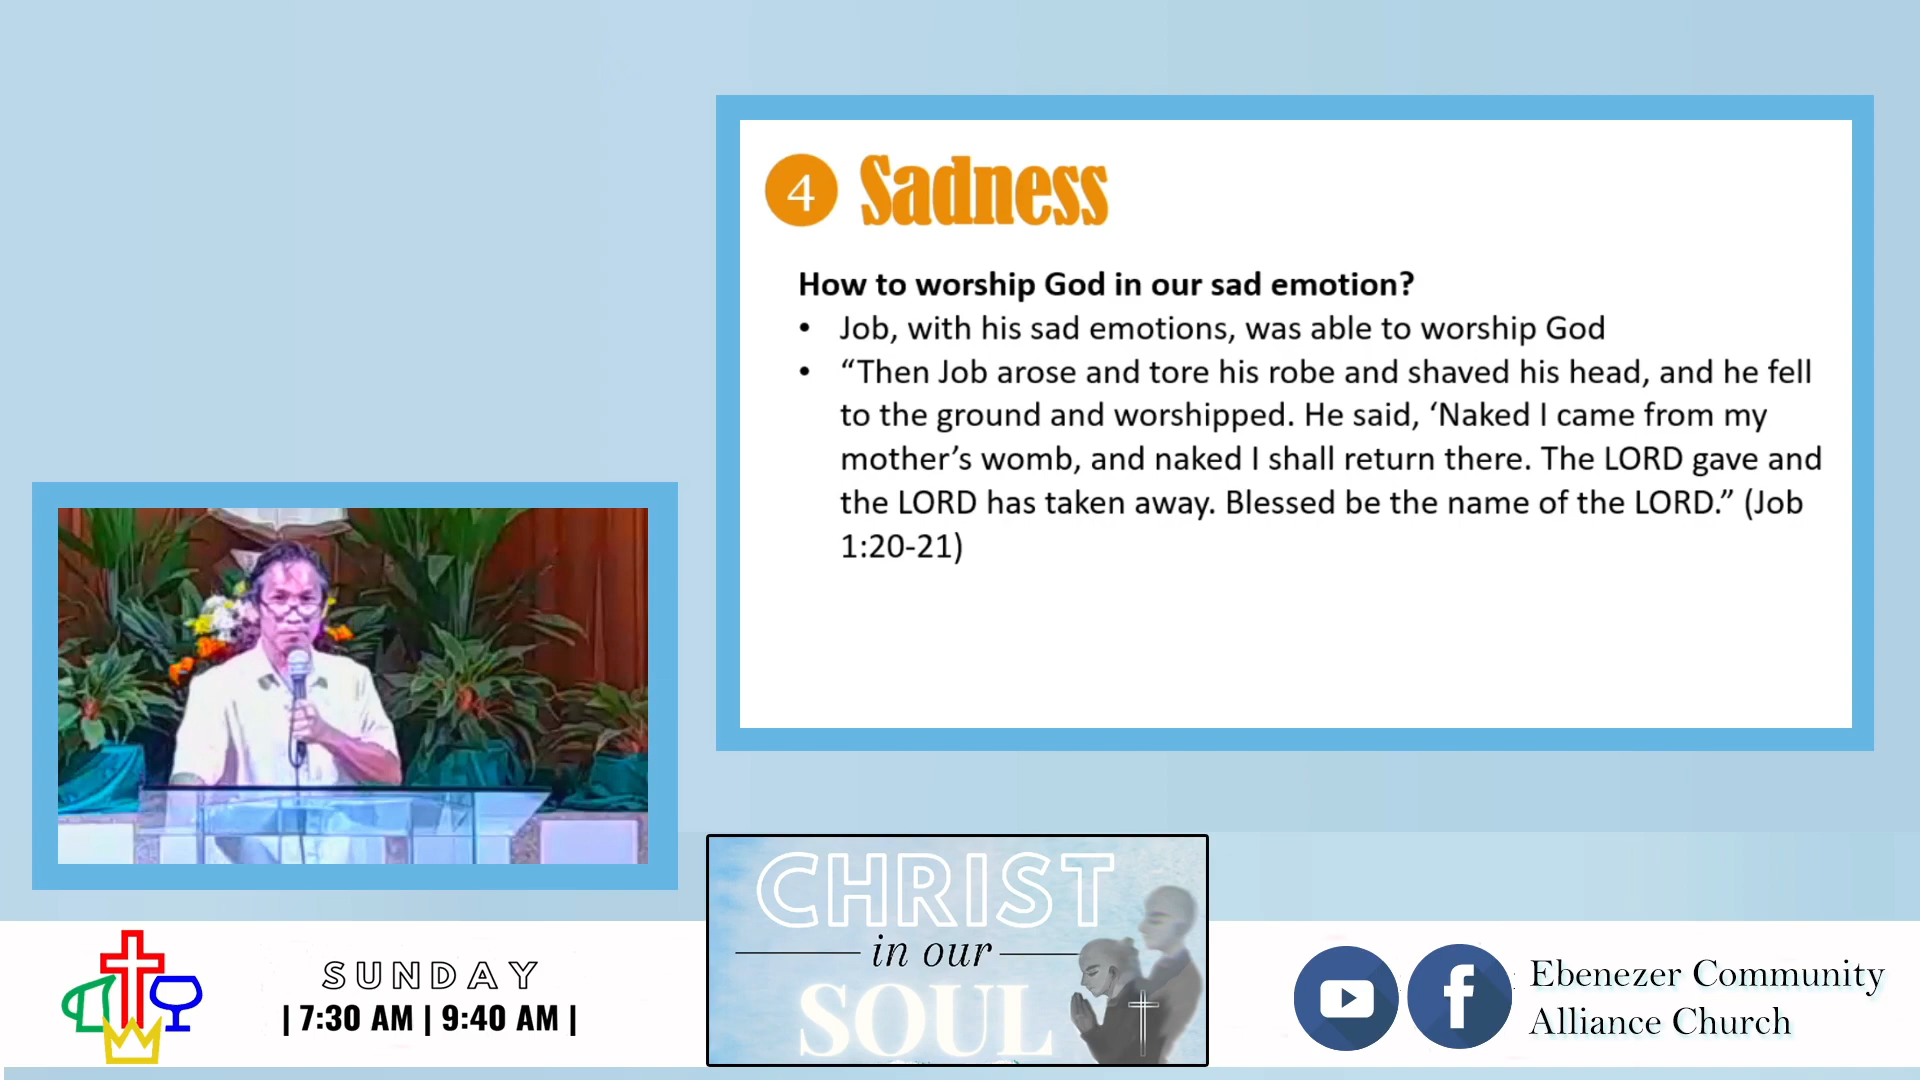 4 Sadness
How to worship God in our sad emotion?
• Job, with his sad emotions, was able to worship God
• “Then Job arose and tore his robe and shaved his head, and he fell
to the ground and worshipped. He said, ‘Naked I came from my
mother’s womb, and naked I shall return there. The LORD gave and
the LORD has taken away. Blessed be the name of the LORD.” (Job
1:20-21)
SUNDAY
| 7:30 AM | 9:40 AM |
CHRIST
in our
SOUL
Ebenezer Community
Alliance Church